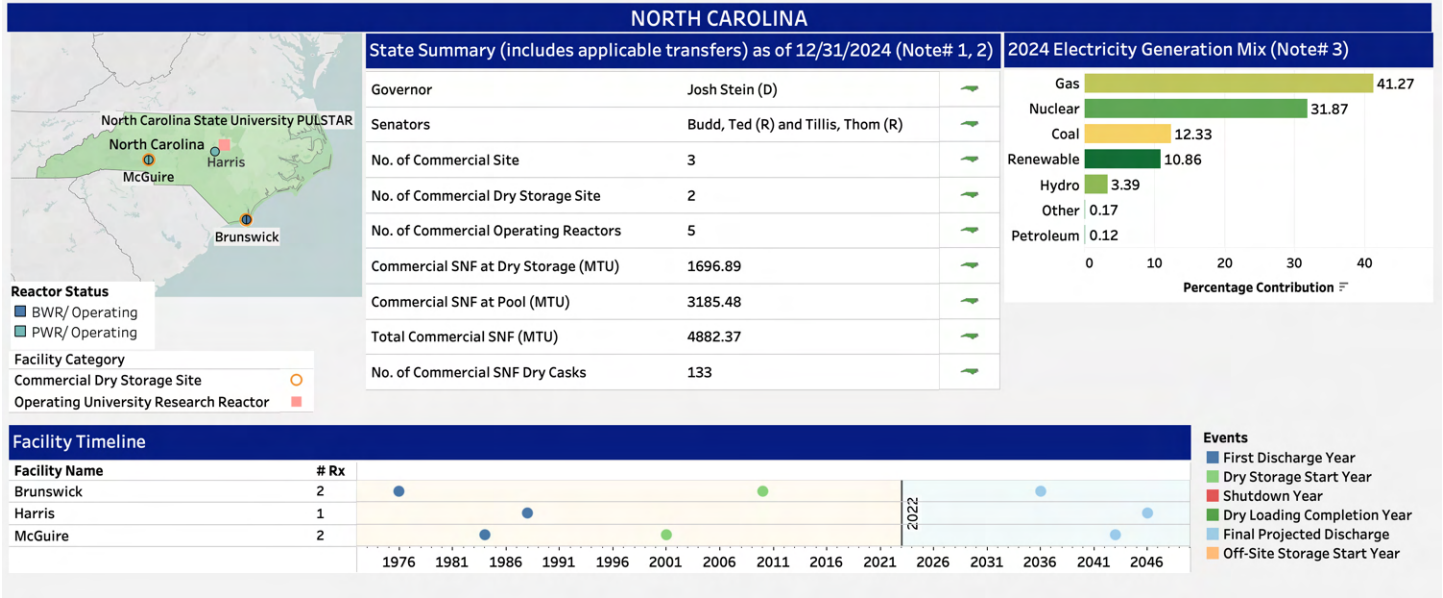 NORTH CAROLINA
North Carolina State University PULSTAR
North Carolina
Harris
McGuire
Brunswick
Reactor Status
BWR/ Operating
PWR/ Operating
Facility Category
Commercial Dry Storage Site
Operating University Research Reactor
State Summary (includes applicable transfers) as of 12/31/2024 (Note# 1, 2)
Governor Josh Stein (D)
Senators Budd, Ted (R) and Tillis, Thom (R)
No. of Commercial Site 3
No. of Commercial Dry Storage Site 2
No. of Commercial Operating Reactors 5
Commercial SNF at Dry Storage (MTU) 1696.89
Commercial SNF at Pool (MTU) 3185.48
Total Commercial SNF (MTU) 4882.37
No. of Commercial SNF Dry Casks 133
2024 Electricity Generation Mix (Note# 3)
Gas 41.27
Nuclear 31.87
Coal 12.33
Renewable 10.86
Hydro 3.39
Other 0.17
Petroleum 0.12
0 10 20 30 40
Percentage Contribution
Facility Timeline
Facility Name # Rx
Brunswick 2
Harris 1
McGuire 2
2022
1976 1981 1986 1991 1996 2001 2006 2011 2016 2021 2026 2031 2036 2041 2046
Events
First Discharge Year
Dry Storage Start Year
Shutdown Year
Dry Loading Completion Year
Final Projected Discharge
Off-Site Storage Start Year